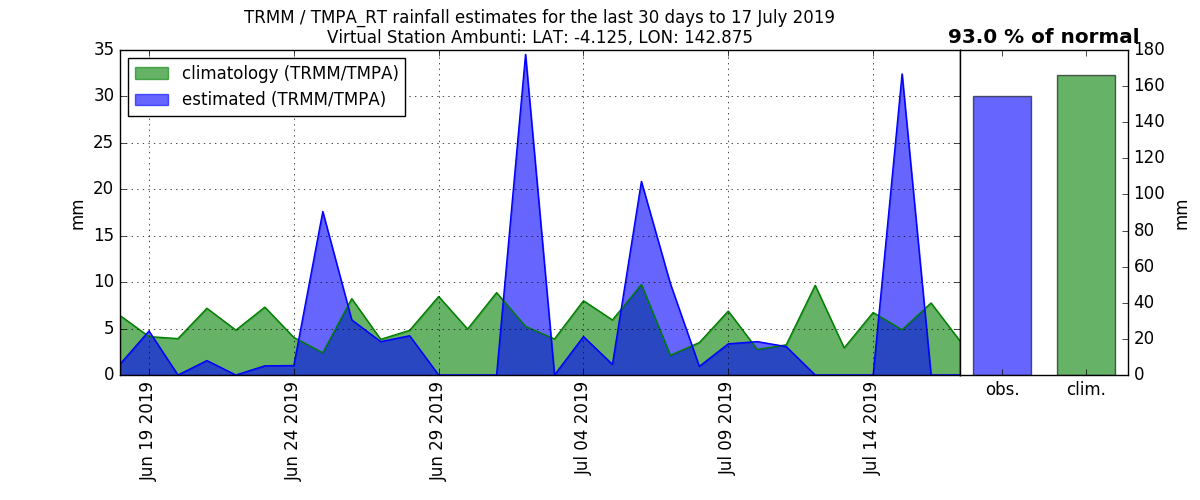 TRMM / TMPA_RT rainfall estimates for the last 30 days to 17 July 2019
Virtual Station Ambunti: LAT: -4.125, LON: 142.875
93.0 % of normal
climatology (TRMM/TMPA)
estimated (TRMM/TMPA)
35
30
25
20
15
10
5
0
mm
Jun 19 2019
Jun 24 2019
Jun 29 2019
Jul 04 2019
Jul 09 2019
Jul 14 2019
obs.
clim.
180
160
140
120
100
80
60
40
20
0
mm